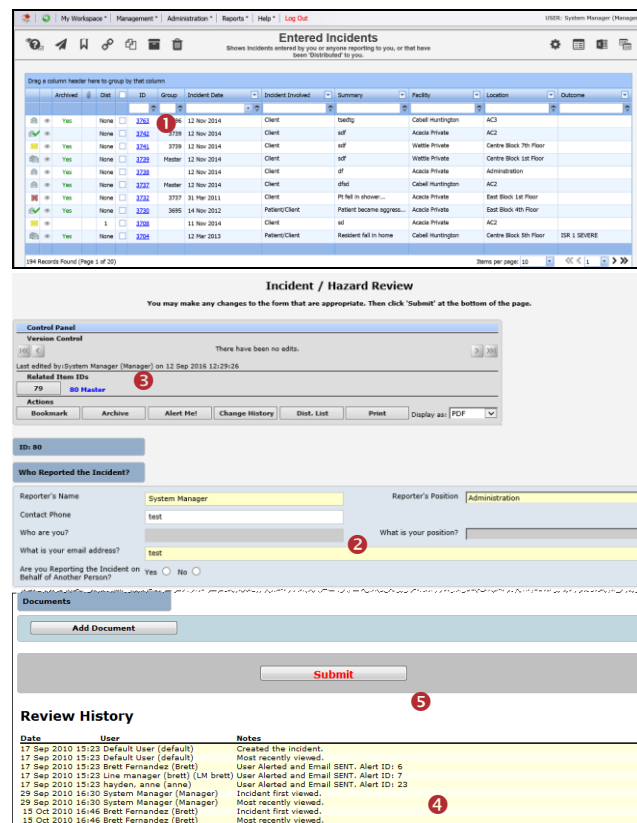 My Workspace Management Administration Reports Help Log Out USER: System Manager (Manager)
Entered Incidents
Shows Incidents entered by you or anyone reporting to you, or that have been 'Distributed' to you.
Drag a column header here to group by that column
Archived Dist ID Group Incident Date Incident Involved Summary Facility Location Outcome
1
Yes None 3763 96 12 Nov 2014 Client tsedtg Cabell Huntington AC3
Yes None 3742 3739 12 Nov 2014 Client sdf Acacia Private AC2
Yes None 3741 3739 12 Nov 2014 Client sdf Wattle Private Centre Block 7th Floor
Yes None 3739 Master 12 Nov 2014 Client sdf Wattle Private Centre Block 1st Floor
None 3738 12 Nov 2014 Client df Acacia Private Adminstration
Yes None 3737 Master 12 Nov 2014 Client dfsd Cabell Huntington AC2
Yes None 3732 3737 31 Mar 2011 Client Pt fell in shower... Acacia Private East Block 1st Floor
Yes None 3730 3695 14 Nov 2012 Patient/Client Patient became aggress... Acacia Private East Block 4th Floor
1 3708 11 Nov 2014 Client sd Acacia Private AC2
Yes None 3704 12 Mar 2013 Patient/Client Resident fall in home Cabell Huntington Centre Block 5th Floor ISR 1 SEVERE
194 Records Found (Page 1 of 20) Items per page: 10 1
Incident / Hazard Review
You may make any changes to the form that are appropriate. Then click 'Submit' at the bottom of the page.
Control Panel
Version Control
There have been no edits.
Last edited by:System Manager (Manager) on 12 Sep 2016 12:29:26
Related Item IDs
3
79 80 Master
Actions
Bookmark Archive Alert Me! Change History Dist. List Print Display as: PDF
ID: 80
Who Reported the Incident?
Reporter's Name System Manager Reporter's Position Administration
Contact Phone test
Who are you? What is your position?
2
What is your email address? test
Are you Reporting the Incident on Behalf of Another Person? Yes No
Documents
Add Document
Submit
5
Review History
Date User Notes
17 Sep 2010 15:23 Default User (default) Created the incident.
17 Sep 2010 15:23 Default User (default) Most recently viewed.
17 Sep 2010 15:23 Brett Fernandez (Brett) User Alerted and Email SENT. Alert ID: 6
17 Sep 2010 15:23 Line manager (brett) (LM brett) User Alerted and Email SENT. Alert ID: 7
17 Sep 2010 15:23 hayden, anne (anne) User Alerted and Email SENT. Alert ID: 23
29 Sep 2010 16:30 System Manager (Manager) Incident first viewed.
29 Sep 2010 16:30 System Manager (Manager) Most recently viewed.
4
15 Oct 2010 16:46 Brett Fernandez (Brett) Incident first viewed.
15 Oct 2010 16:46 Brett Fernandez (Brett) Most recently viewed.